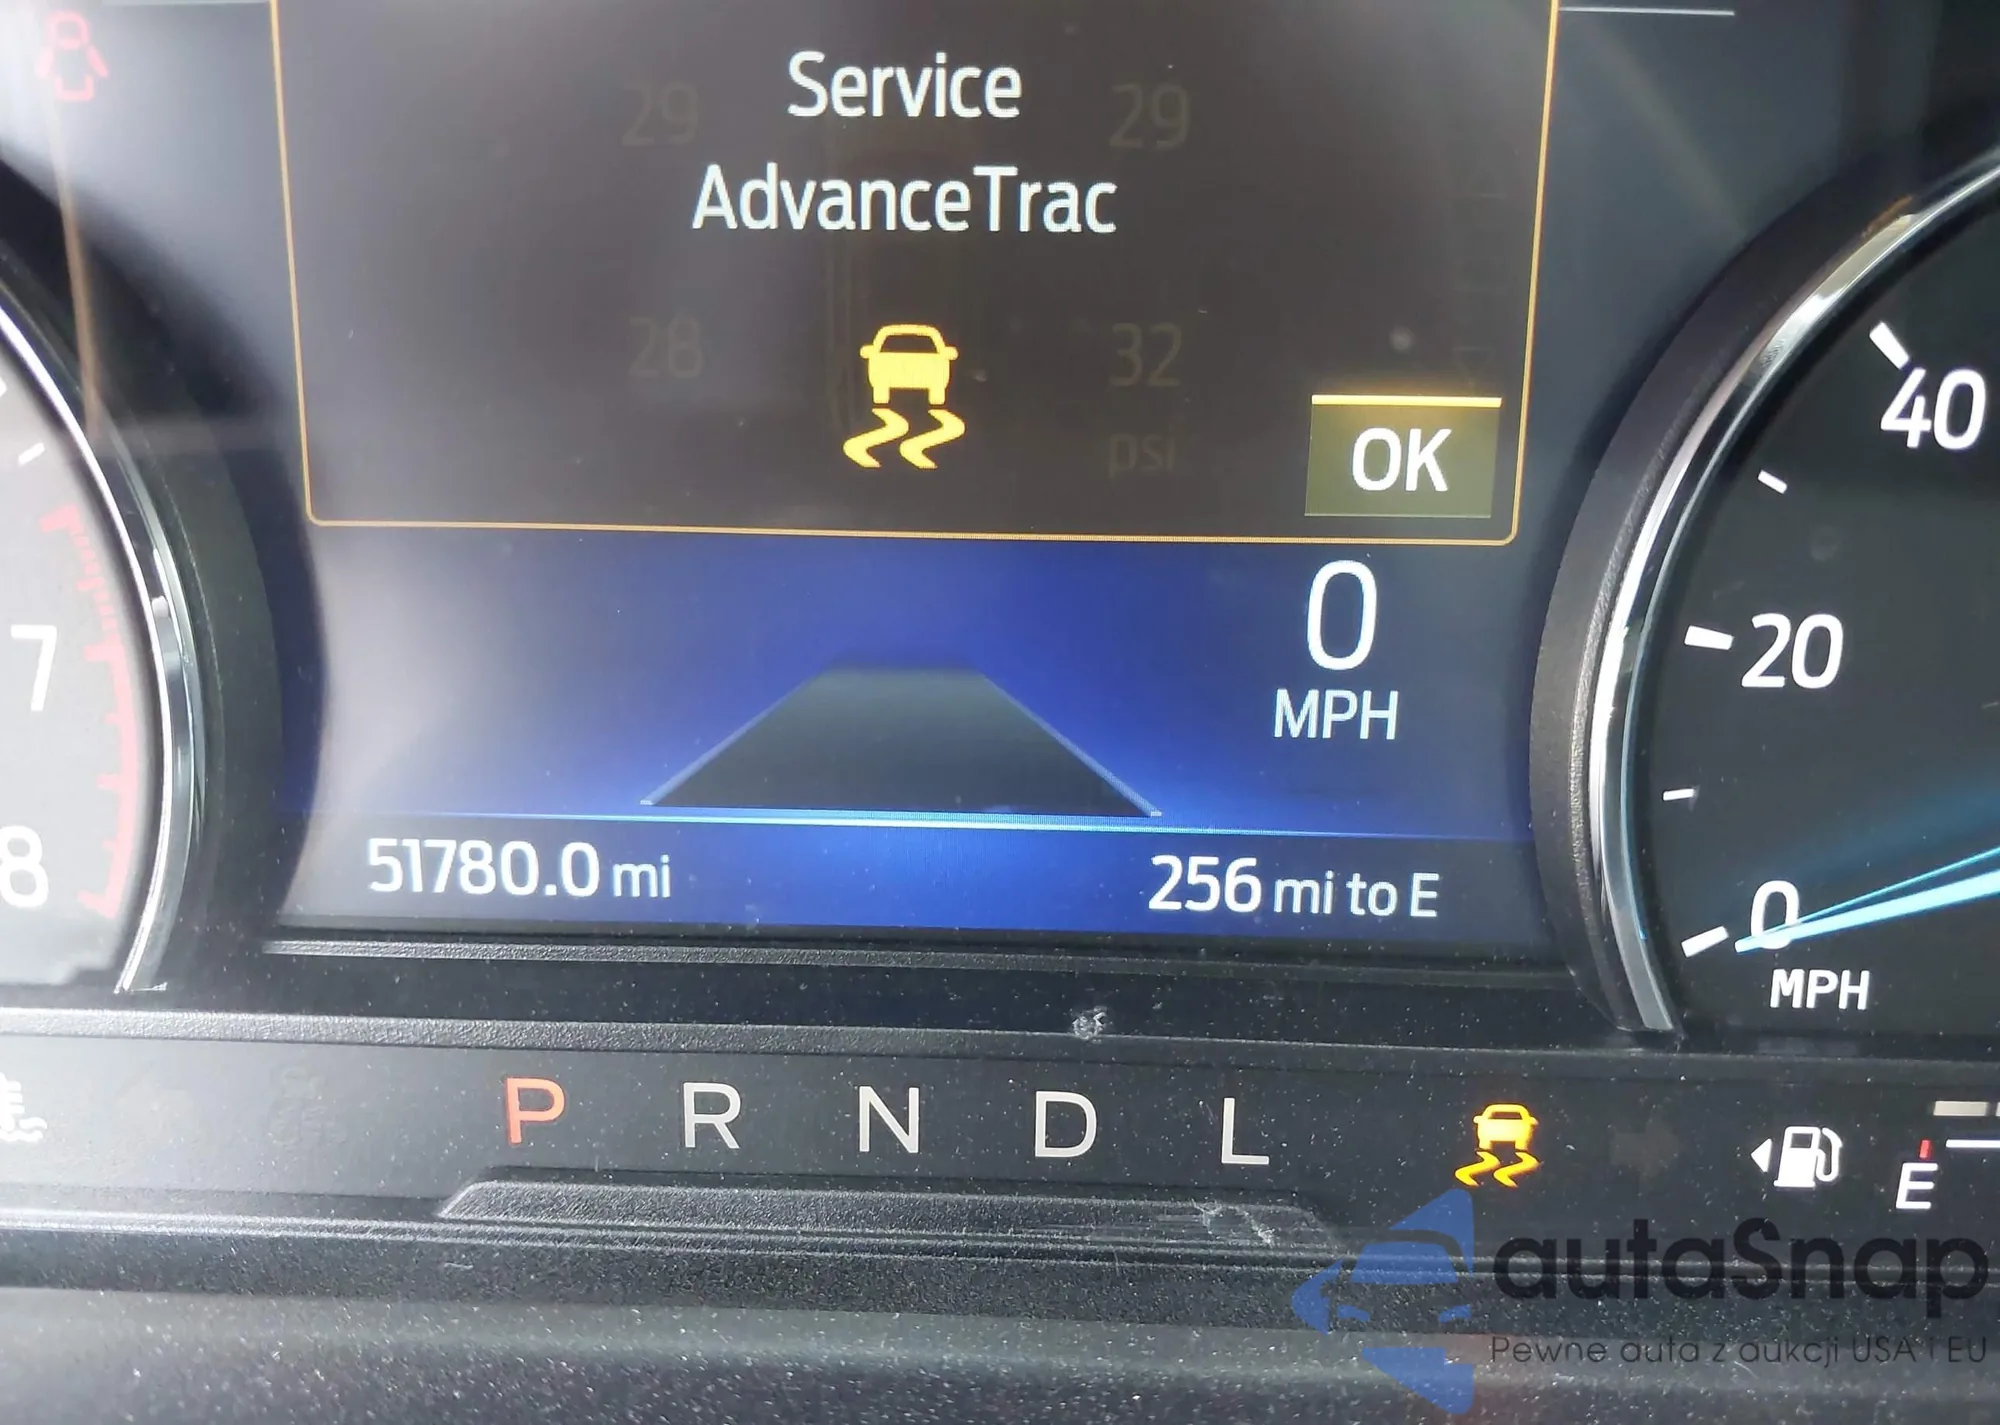 Service
AdvanceTrac
29 29
28 32
psi
OK
40
0
MPH
20
7
8
51780.0 mi
256 mi to E
0
MPH
P R N D L
E
autaSnap
Pewne auta z aukcji USA i EU